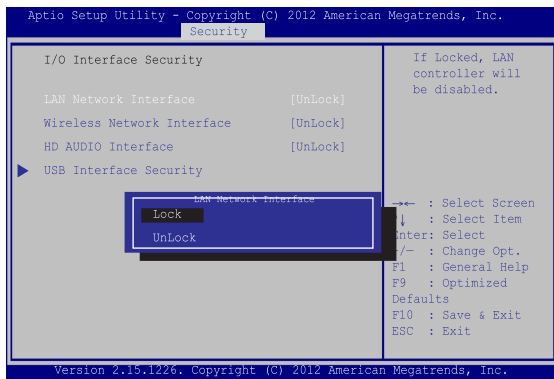 Aptio Setup Utility - Copyright (C) 2012 American Megatrends, Inc.
Security
I/O Interface Security
LAN Network Interface [UnLock]
Wireless Network Interface [UnLock]
HD AUDIO Interface [UnLock]
USB Interface Security
If Locked, LAN
controller will
be disabled.
LAN Network Interface
Lock
UnLock
→← : Select Screen
↓ : Select Item
Enter: Select
/— : Change Opt.
F1 : General Help
F9 : Optimized
Defaults
F10 : Save & Exit
ESC : Exit
Version 2.15.1226. Copyright (C) 2012 American Megatrends, Inc.